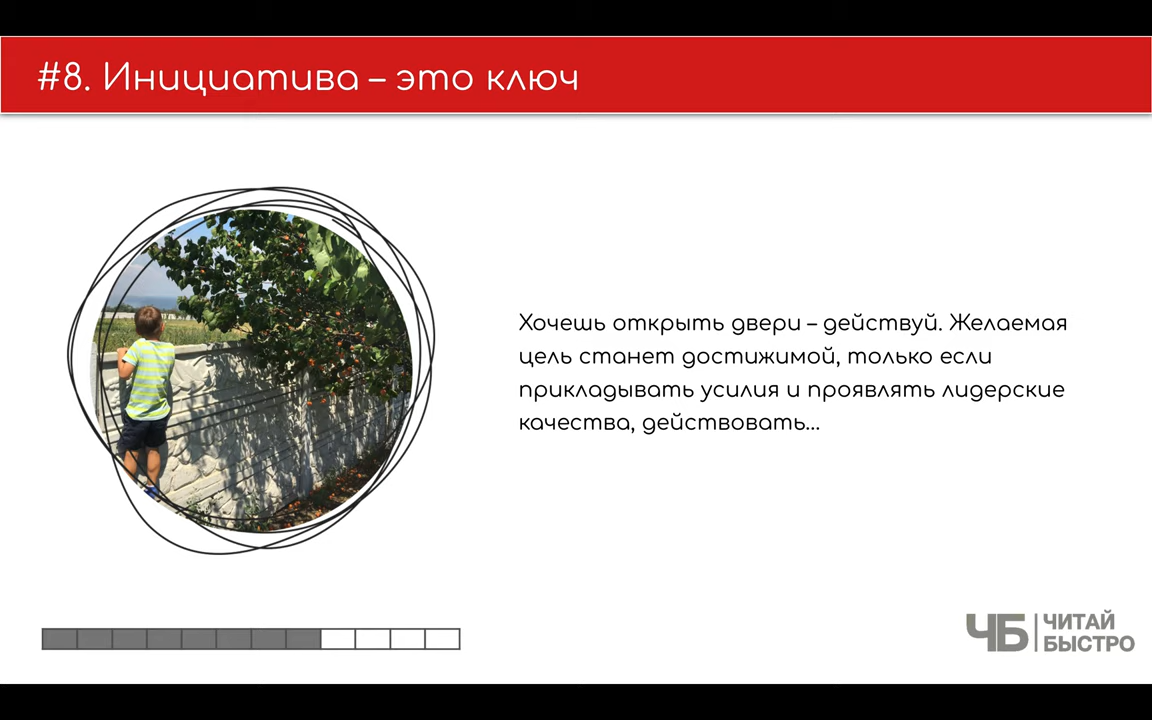 #8. Инициатива – это ключ
Хочешь открыть двери – действуй. Желаемая
цель станет достижимой, только если
прикладывать усилия и проявлять лидерские
качества, действовать...
ЧБ ЧИТАЙ
БЫСТРО